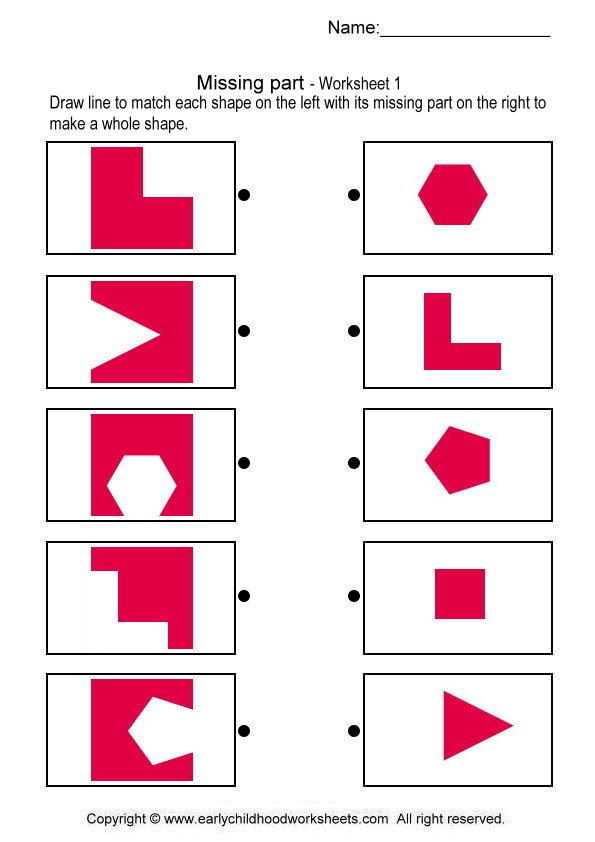 Name:_________________
Missing part - Worksheet 1
Draw line to match each shape on the left with its missing part on the right to
make a whole shape.
Copyright © www.earlychildhoodworksheets.com  All right reserved.